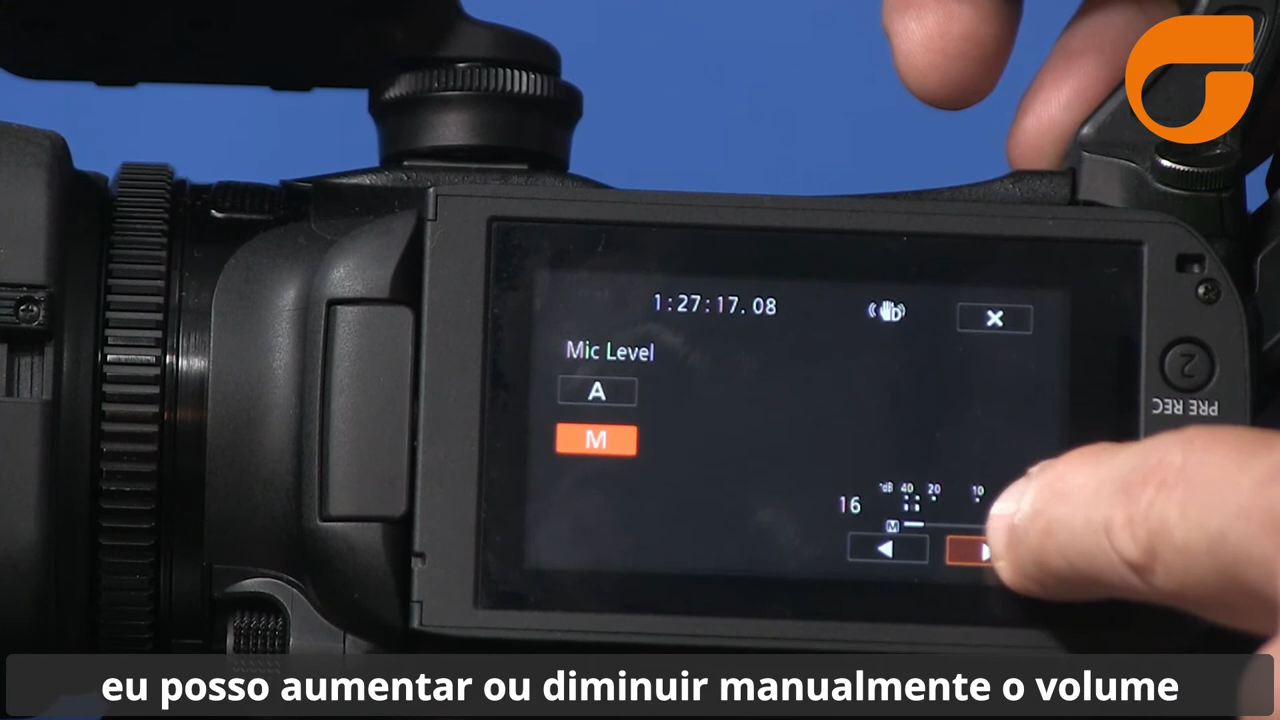 1:27:17.08
Mic Level
A
M
16
dB 40 20 10
M
2
PRE REC
eu posso aumentar ou diminuir manualmente o volume